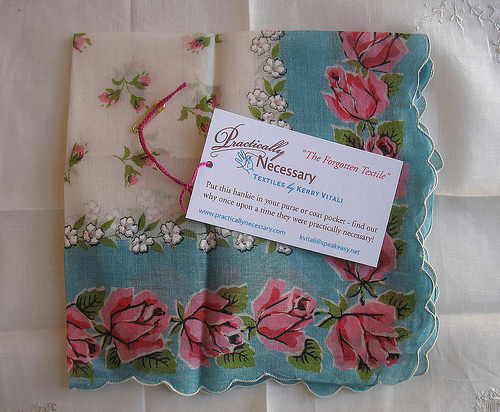 Practically
Necessary
"The Forgotten Textile"
TEXTILES by KERRY VITALI
Put this hankie in your purse or coat pocket - find out
why once upon a time they were practically necessary!
www.practicallynecessary.com kvitali@speakeasy.net